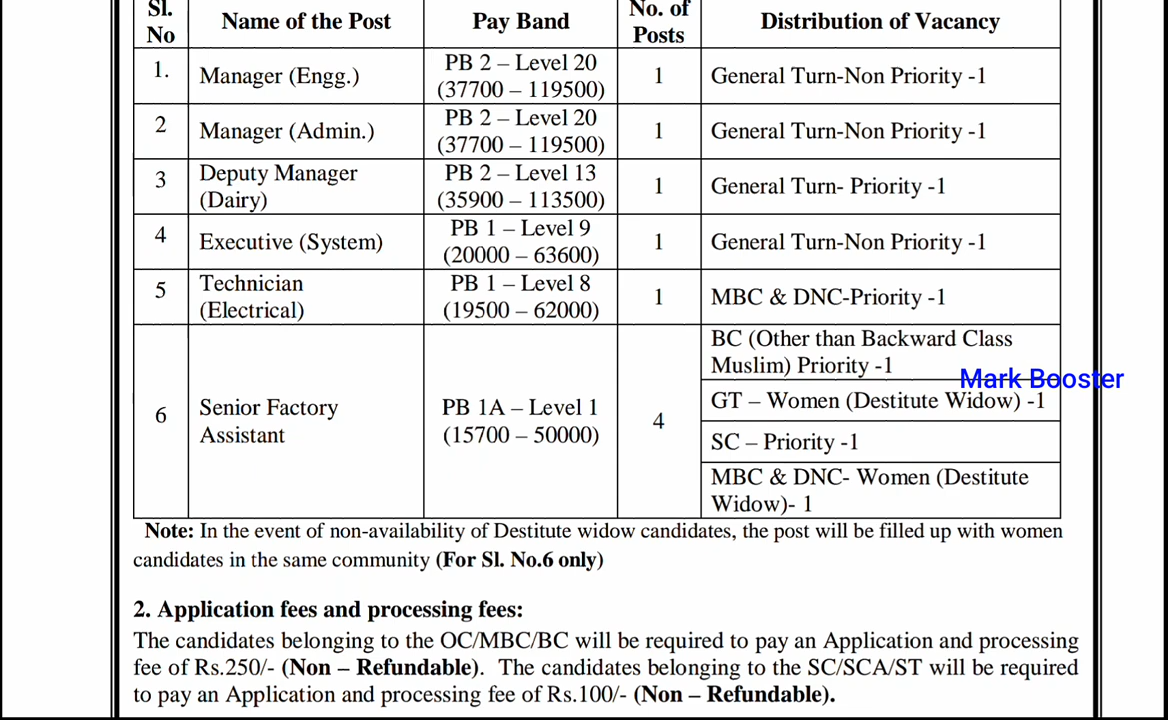 Sl. No Name of the Post Pay Band No. of Posts Distribution of Vacancy
1. Manager (Engg.) PB 2 – Level 20 (37700 – 119500) 1 General Turn-Non Priority -1
2 Manager (Admin.) PB 2 – Level 20 (37700 – 119500) 1 General Turn-Non Priority -1
3 Deputy Manager (Dairy) PB 2 – Level 13 (35900 – 113500) 1 General Turn- Priority -1
4 Executive (System) PB 1 – Level 9 (20000 – 63600) 1 General Turn-Non Priority -1
5 Technician (Electrical) PB 1 – Level 8 (19500 – 62000) 1 MBC & DNC-Priority -1
6 Senior Factory Assistant PB 1A – Level 1 (15700 – 50000) 4
BC (Other than Backward Class
Muslim) Priority -1
Mark Booster
GT – Women (Destitute Widow) -1
SC – Priority -1
MBC & DNC- Women (Destitute
Widow)- 1
Note: In the event of non-availability of Destitute widow candidates, the post will be filled up with women
candidates in the same community (For Sl. No.6 only)
2. Application fees and processing fees:
The candidates belonging to the OC/MBC/BC will be required to pay an Application and processing
fee of Rs.250/- (Non – Refundable). The candidates belonging to the SC/SCA/ST will be required
to pay an Application and processing fee of Rs.100/- (Non – Refundable).